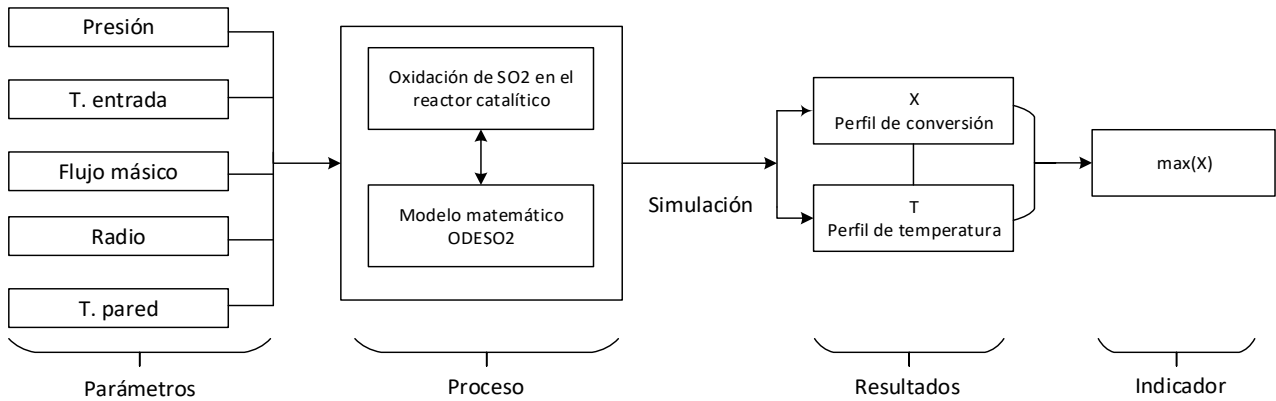 Presión
T. entrada
Flujo másico
Radio
T. pared
Parámetros
Oxidación de SO2 en el
reactor catalítico
Modelo matemático
ODESO2
Proceso
Simulación
X
Perfil de conversión
T
Perfil de temperatura
Resultados
max(X)
Indicador